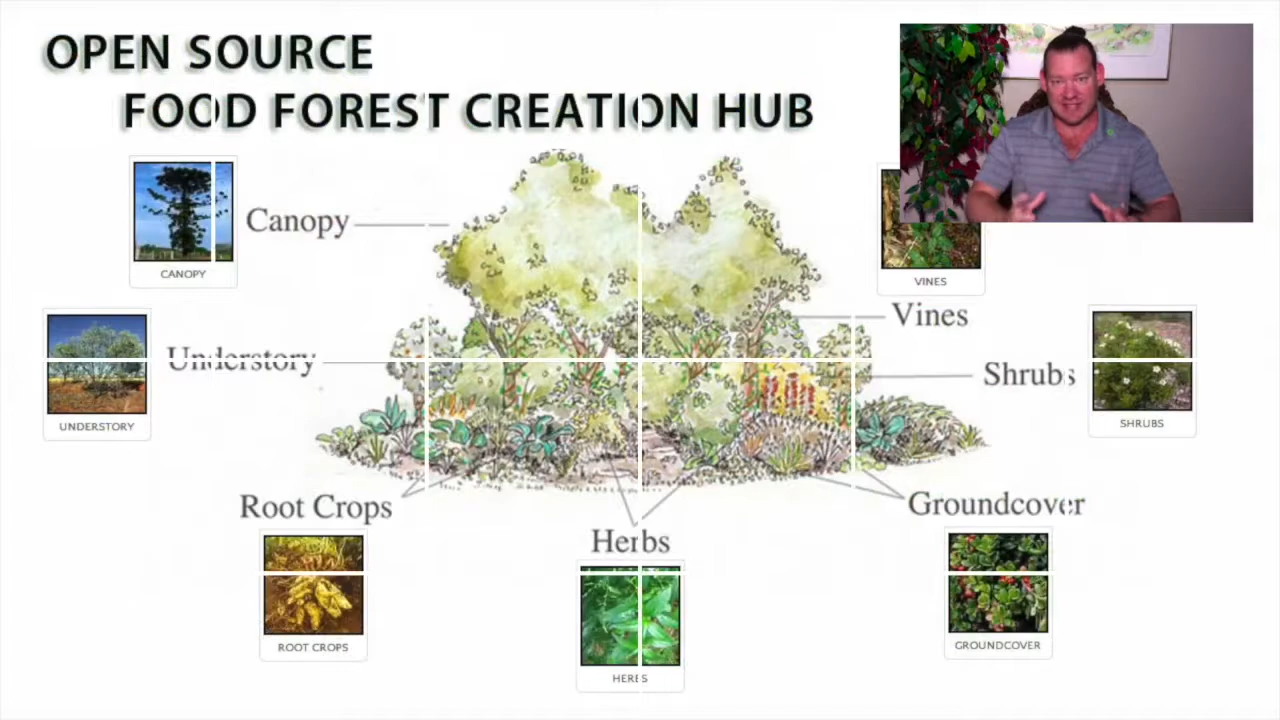 OPEN SOURCE
FOOD FOREST CREATION HUB
Canopy
CANOPY
VINES
Vines
Understory
UNDERSTORY
Shrubs
SHRUBS
Root Crops
ROOT CROPS
Herbs
HERBS
Groundcover
GROUNDCOVER